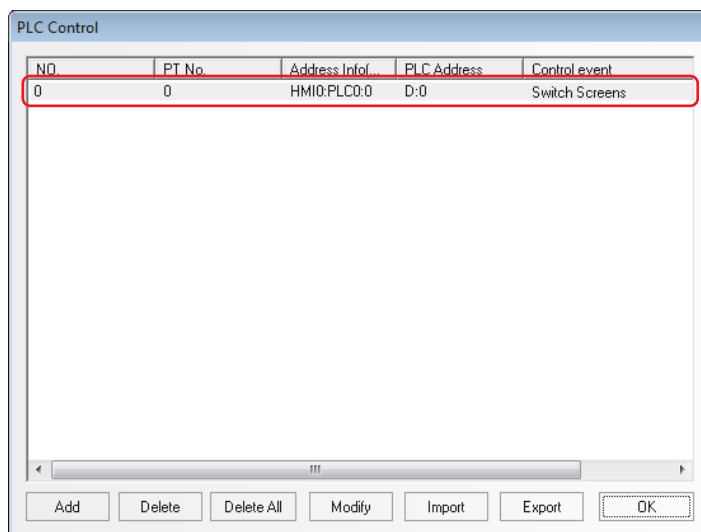 PLC Control
NO. PT No. Address Info(... PLC Address Control event
0 0 HMI0:PLC0:0 D:0 Switch Screens
Add Delete Delete All Modify Import Export OK